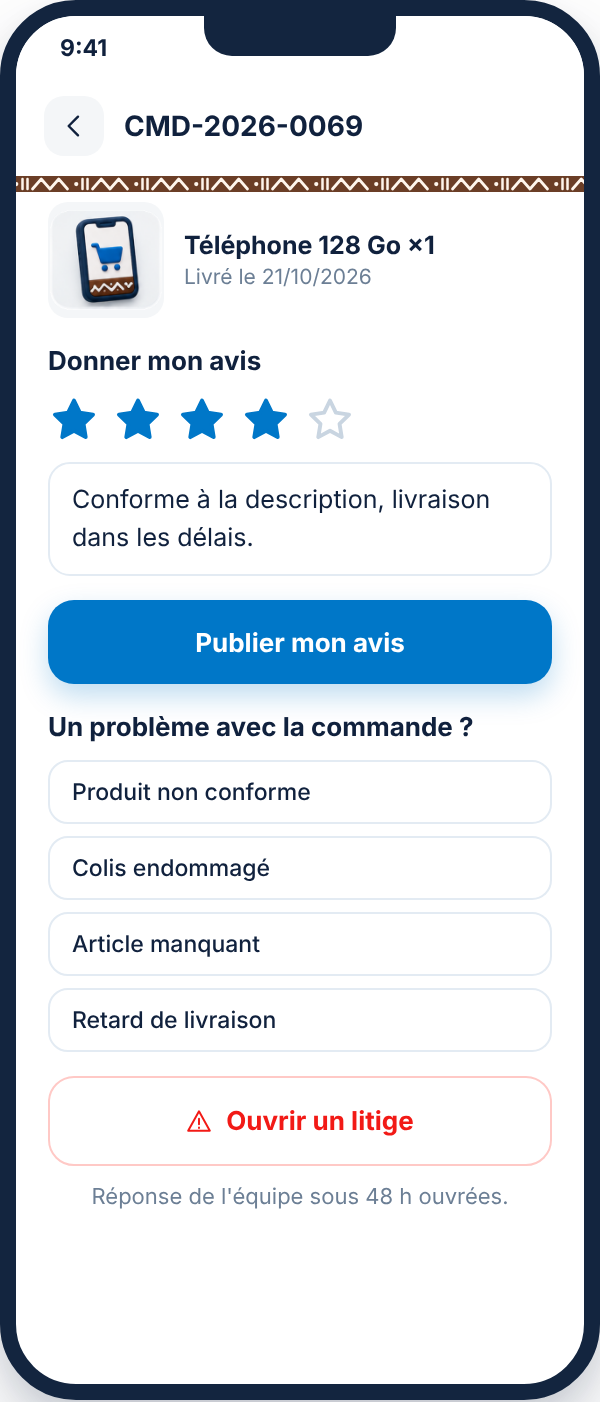 9:41
CMD-2026-0069
Téléphone 128 Go ×1
Livré le 21/10/2026
Donner mon avis
Conforme à la description, livraison
dans les délais.
Publier mon avis
Un problème avec la commande ?
Produit non conforme
Colis endommagé
Article manquant
Retard de livraison
Ouvrir un litige
Réponse de l'équipe sous 48 h ouvrées.